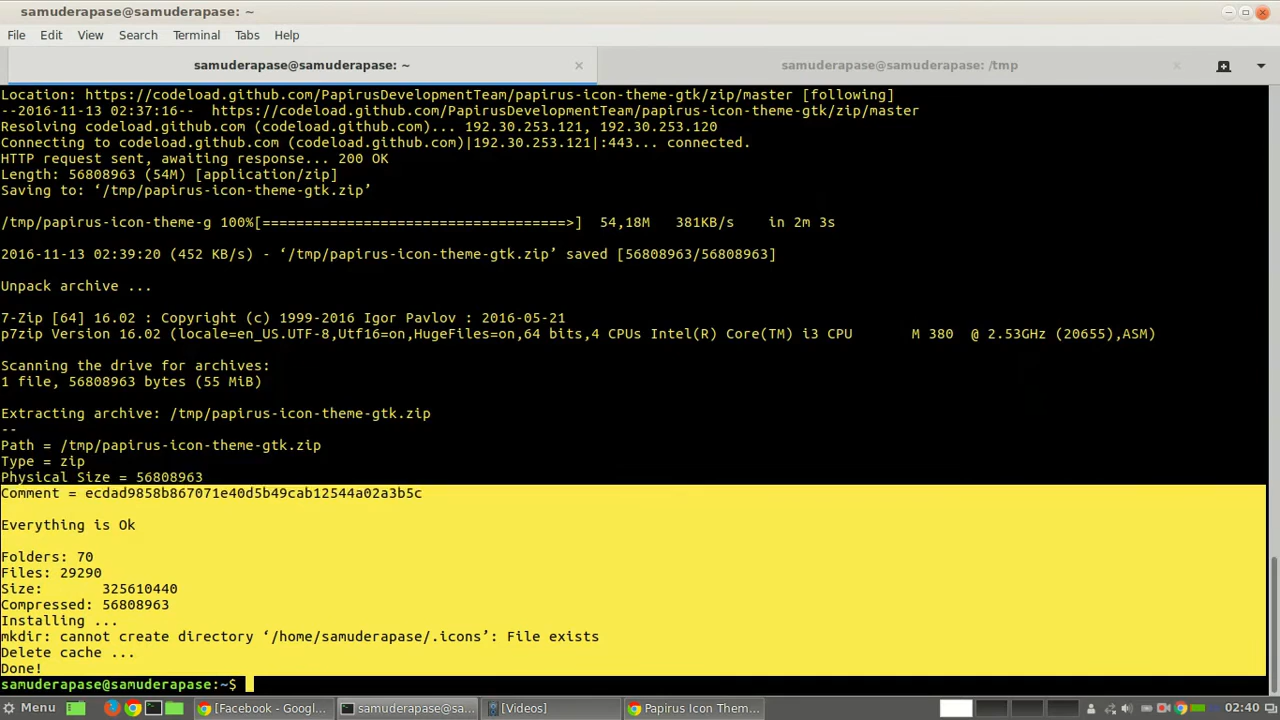 samuderapase@samuderapase: ~
File Edit View Search Terminal Tabs Help
samuderapase@samuderapase: ~ × samuderapase@samuderapase: /tmp ×
Location: https://codeload.github.com/PapirusDevelopmentTeam/papirus-icon-theme-gtk/zip/master [following]
--2016-11-13 02:37:16--  https://codeload.github.com/PapirusDevelopmentTeam/papirus-icon-theme-gtk/zip/master
Resolving codeload.github.com (codeload.github.com)... 192.30.253.121, 192.30.253.120
Connecting to codeload.github.com (codeload.github.com)|192.30.253.121|:443... connected.
HTTP request sent, awaiting response... 200 OK
Length: 56808963 (54M) [application/zip]
Saving to: ‘/tmp/papirus-icon-theme-gtk.zip’
/tmp/papirus-icon-theme-g 100%[====================================>] 54,18M   381KB/s    in 2m 3s
2016-11-13 02:39:20 (452 KB/s) - ‘/tmp/papirus-icon-theme-gtk.zip’ saved [56808963/56808963]
Unpack archive ...
7-Zip [64] 16.02 : Copyright (c) 1999-2016 Igor Pavlov : 2016-05-21
p7zip Version 16.02 (locale=en_US.UTF-8,Utf16=on,HugeFiles=on,64 bits,4 CPUs Intel(R) Core(TM) i3 CPU       M 380  @ 2.53GHz (20655),ASM)
Scanning the drive for archives:
1 file, 56808963 bytes (55 MiB)
Extracting archive: /tmp/papirus-icon-theme-gtk.zip
--
Path = /tmp/papirus-icon-theme-gtk.zip
Type = zip
Physical Size = 56808963
Comment = ecdad9858b867071e40d5b49cab12544a02a3b5c
Everything is Ok
Folders: 70
Files: 29290
Size:       325610440
Compressed: 56808963
Installing ...
mkdir: cannot create directory ‘/home/samuderapase/.icons’: File exists
Delete cache ...
Done!
samuderapase@samuderapase:~$
Menu [Facebook - Googl... samuderapase@sa... [Videos] Papirus Icon Them... 02:40